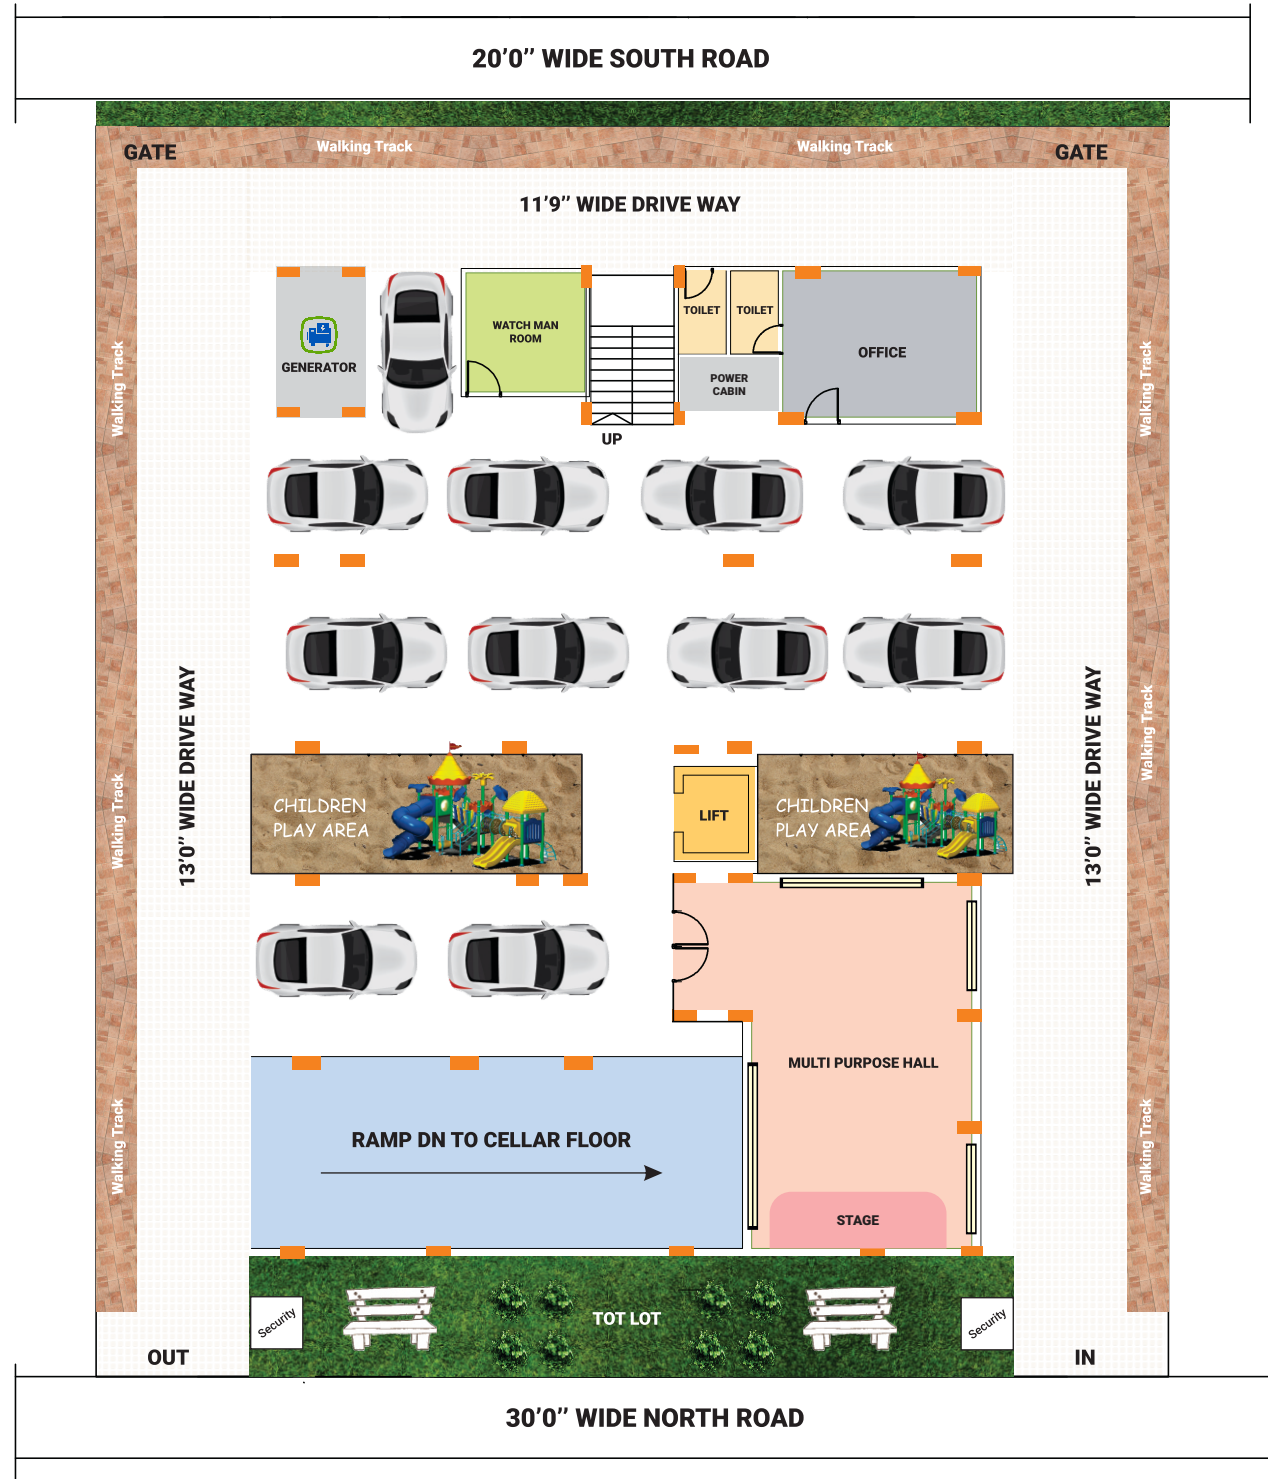 20’0’’ WIDE SOUTH ROAD
GATE
Walking Track
Walking Track
GATE
11’9’’ WIDE DRIVE WAY
GENERATOR
WATCH MAN
ROOM
TOILET
TOILET
POWER
CABIN
OFFICE
UP
Walking Track
Walking Track
13’0’’ WIDE DRIVE WAY
13’0’’ WIDE DRIVE WAY
Walking Track
Walking Track
CHILDREN
PLAY AREA
LIFT
CHILDREN
PLAY AREA
MULTI PURPOSE HALL
RAMP DN TO CELLAR FLOOR
Walking Track
Walking Track
STAGE
Security
TOT LOT
Security
OUT
IN
30’0’’ WIDE NORTH ROAD